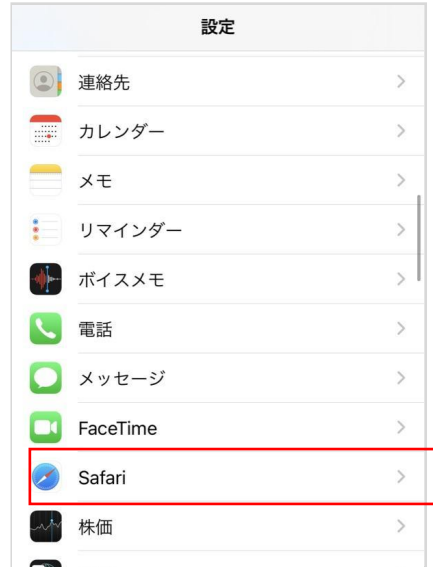 設定
連絡先
カレンダー
メモ
リマインダー
ボイスメモ
電話
メッセージ
FaceTime
Safari
株価